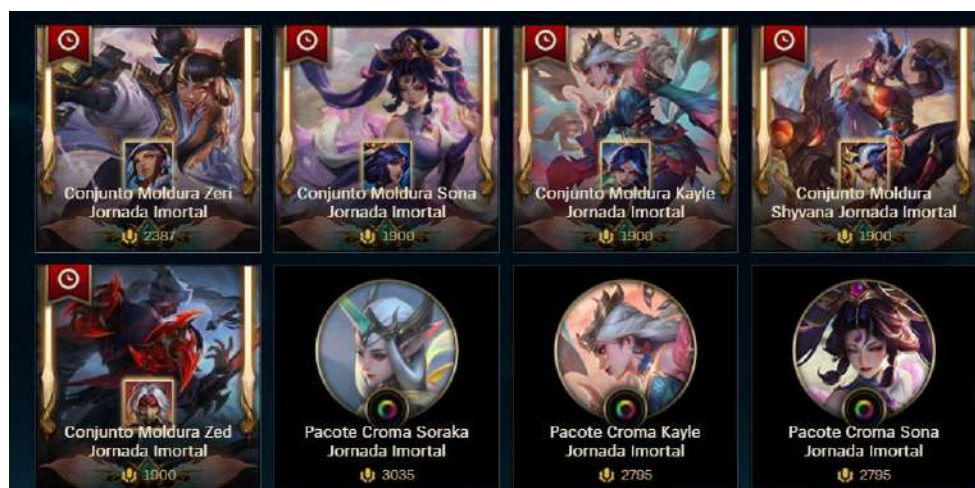 Conjunto Moldura Zeri
Jornada Imortal
2387
Conjunto Moldura Sona
Jornada Imortal
1900
Conjunto Moldura Kayle
Jornada Imortal
1900
Conjunto Moldura
Shyvana Jornada Imortal
1900
Conjunto Moldura Zed
Jornada Imortal
1900
Pacote Croma Soraka
Jornada Imortal
3035
Pacote Croma Kayle
Jornada Imortal
2795
Pacote Croma Sona
Jornada Imortal
2795